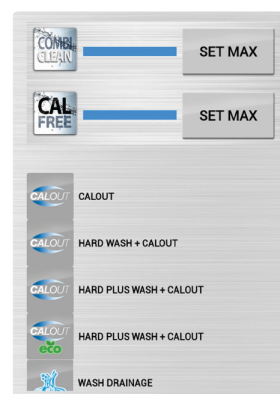 COMBI
CLEAN
SET MAX
CAL
FREE
SET MAX
CALOUT CALOUT
CALOUT HARD WASH + CALOUT
CALOUT HARD PLUS WASH + CALOUT
CALOUT
eco
HARD PLUS WASH + CALOUT
WASH DRAINAGE